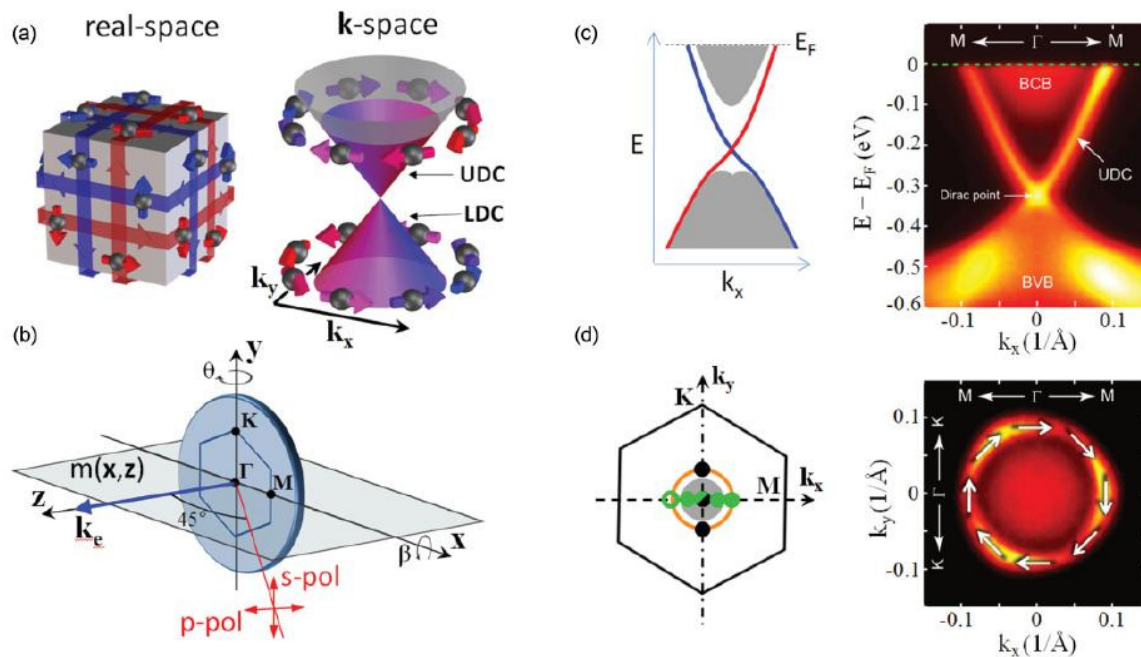 (a)
real-space
k-space
UDC
LDC
k_y
k_x
(b)
y
θ
K
m(x,z)
Γ
M
z
45°
k_e
x
β
s-pol
p-pol
(c)
E_F
E
k_x
M Γ M
0
-0.1
-0.2
-0.3
-0.4
-0.5
-0.6
E − E_F (eV)
BCB
UDC
Dirac point
BVB
-0.1 0 0.1
k_x (1/Å)
(d)
k_y
K
M
k_x
M Γ M
0.1
0
-0.1
k_y (1/Å)
K Γ K
-0.1 0 0.1
k_x (1/Å)